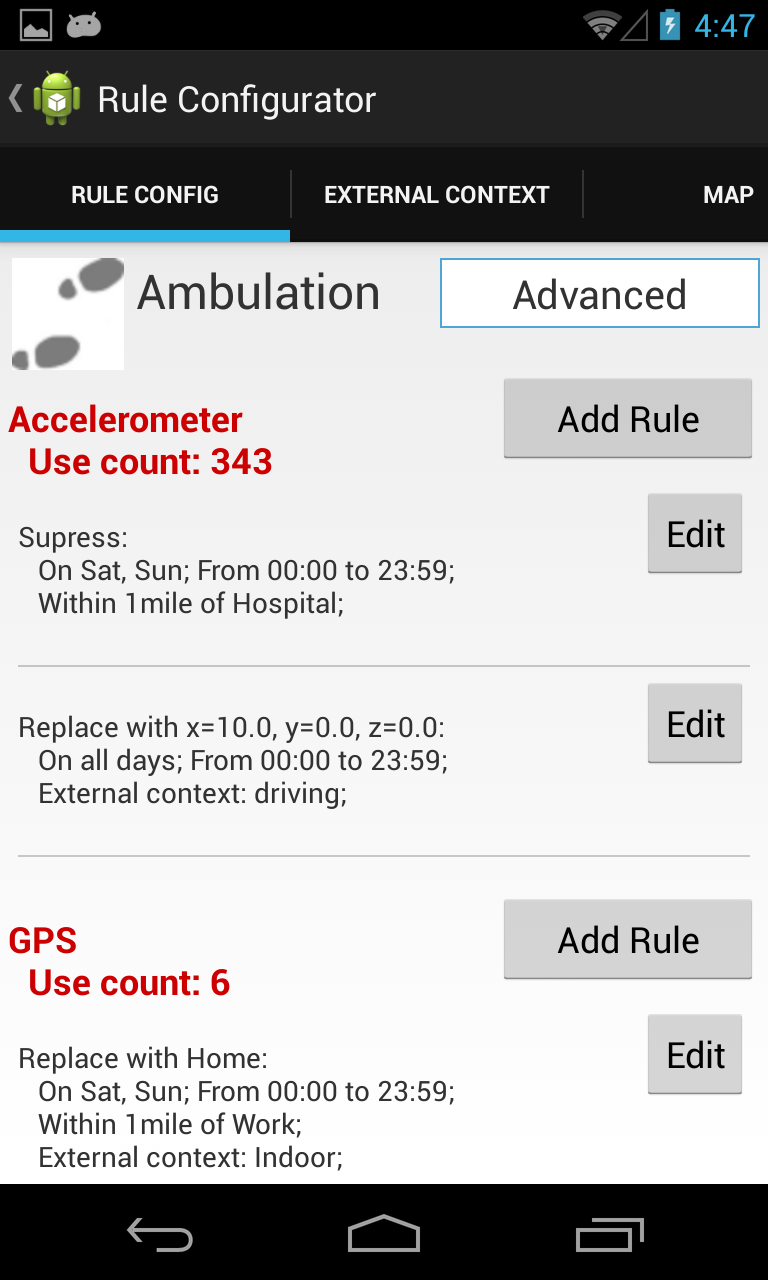 4:47
Rule Configurator
RULE CONFIG
EXTERNAL CONTEXT
MAP
Ambulation
Advanced
Accelerometer
Use count: 343
Add Rule
Supress:
On Sat, Sun; From 00:00 to 23:59;
Within 1mile of Hospital;
Edit
Replace with x=10.0, y=0.0, z=0.0:
On all days; From 00:00 to 23:59;
External context: driving;
Edit
GPS
Use count: 6
Add Rule
Replace with Home:
On Sat, Sun; From 00:00 to 23:59;
Within 1mile of Work;
External context: Indoor;
Edit